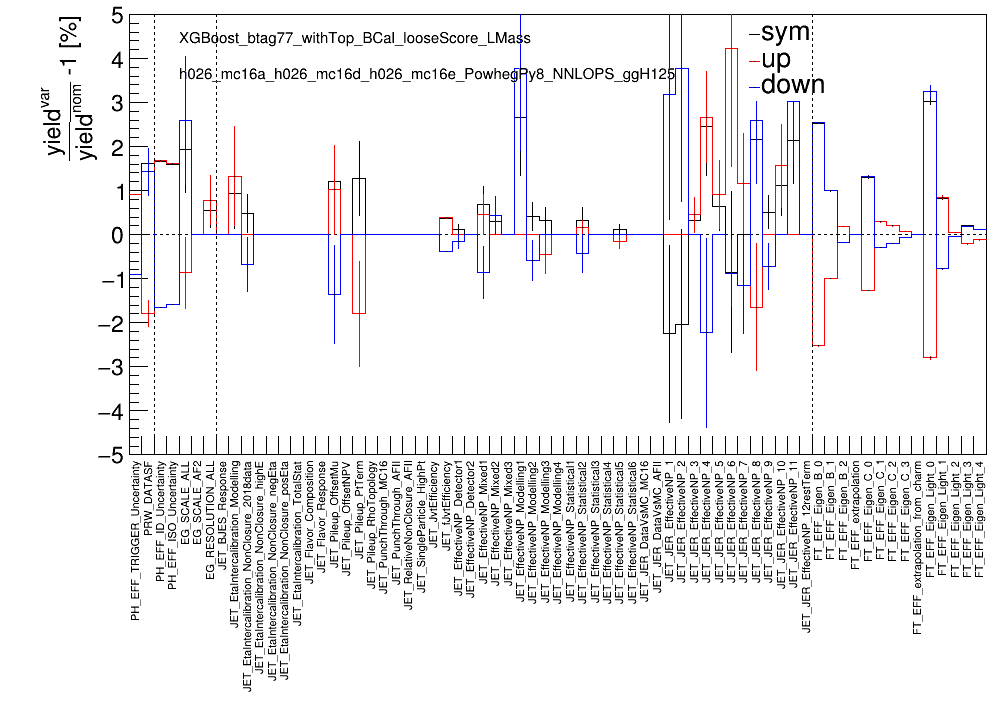 yield^var / yield^nom -1 [%]
5
4
3
2
1
0
−1
−2
−3
−4
−5
XGBoost_btag77_withTop_BCal_looseScore_LMass
h026_mc16a_h026_mc16d_h026_mc16e_PowhegPy8_NNLOPS_ggH125
sym
up
down
PH_EFF_TRIGGER_Uncertainty
PRW_DATASF
PH_EFF_ID_Uncertainty
PH_EFF_ISO_Uncertainty
EG_SCALE_ALL
EG_SCALE_AF2
EG_RESOLUTION_ALL
JET_BJES_Response
JET_EtaIntercalibration_Modelling
JET_EtaIntercalibration_NonClosure_2018data
JET_EtaIntercalibration_NonClosure_highE
JET_EtaIntercalibration_NonClosure_negEta
JET_EtaIntercalibration_NonClosure_posEta
JET_EtaIntercalibration_TotalStat
JET_Flavor_Composition
JET_Flavor_Response
JET_Pileup_OffsetMu
JET_Pileup_OffsetNPV
JET_Pileup_PtTerm
JET_Pileup_RhoTopology
JET_PunchThrough_MC16
JET_PunchThrough_AFII
JET_RelativeNonClosure_AFII
JET_SingleParticle_HighPt
JET_JvtEfficiency
JET_fJvtEfficiency
JET_EffectiveNP_Detector1
JET_EffectiveNP_Detector2
JET_EffectiveNP_Mixed1
JET_EffectiveNP_Mixed2
JET_EffectiveNP_Mixed3
JET_EffectiveNP_Modelling1
JET_EffectiveNP_Modelling2
JET_EffectiveNP_Modelling3
JET_EffectiveNP_Modelling4
JET_EffectiveNP_Statistical1
JET_EffectiveNP_Statistical2
JET_EffectiveNP_Statistical3
JET_EffectiveNP_Statistical4
JET_EffectiveNP_Statistical5
JET_EffectiveNP_Statistical6
JET_JER_DataVsMC_MC16
JET_JER_DataVsMC_AFII
JET_JER_EffectiveNP_1
JET_JER_EffectiveNP_2
JET_JER_EffectiveNP_3
JET_JER_EffectiveNP_4
JET_JER_EffectiveNP_5
JET_JER_EffectiveNP_6
JET_JER_EffectiveNP_7
JET_JER_EffectiveNP_8
JET_JER_EffectiveNP_9
JET_JER_EffectiveNP_10
JET_JER_EffectiveNP_11
JET_JER_EffectiveNP_12restTerm
FT_EFF_Eigen_B_0
FT_EFF_Eigen_B_1
FT_EFF_Eigen_B_2
FT_EFF_extrapolation
FT_EFF_Eigen_C_0
FT_EFF_Eigen_C_1
FT_EFF_Eigen_C_2
FT_EFF_Eigen_C_3
FT_EFF_extrapolation_from_charm
FT_EFF_Eigen_Light_0
FT_EFF_Eigen_Light_1
FT_EFF_Eigen_Light_2
FT_EFF_Eigen_Light_3
FT_EFF_Eigen_Light_4